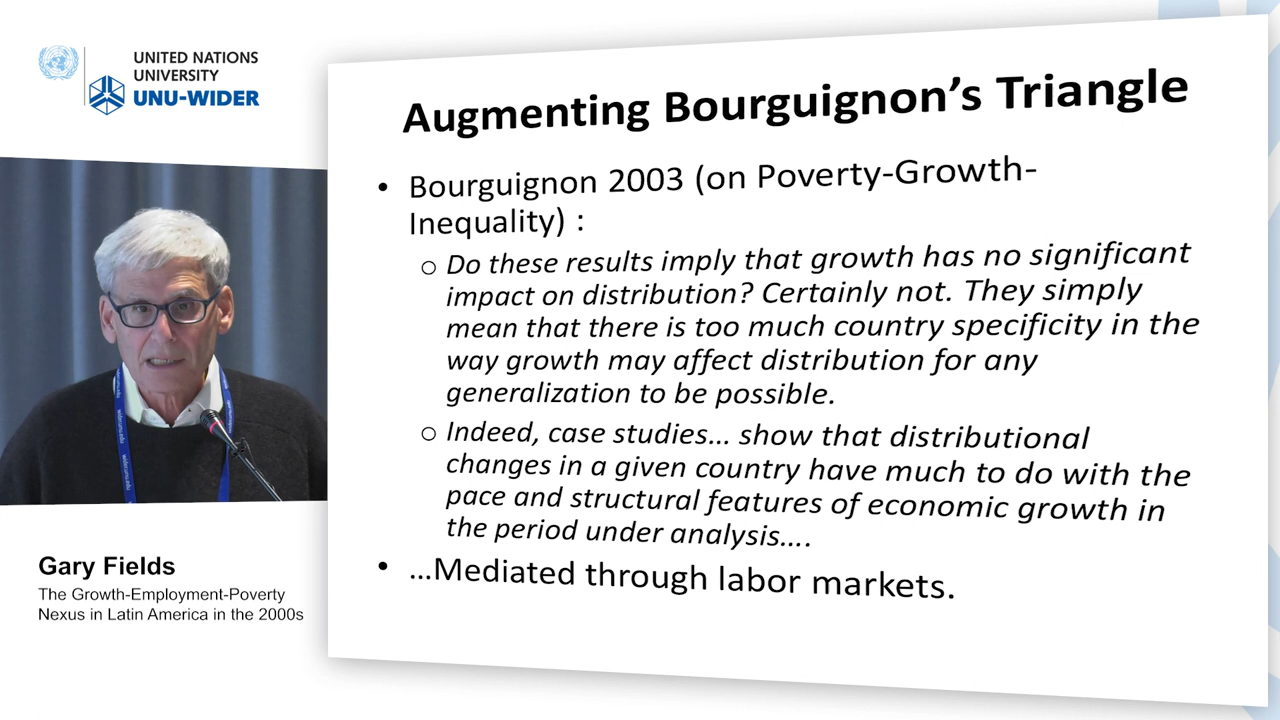 UNITED NATIONS
UNIVERSITY
UNU-WIDER
Augmenting Bourguignon’s Triangle
• Bourguignon 2003 (on Poverty-Growth-
Inequality) :
o Do these results imply that growth has no significant
impact on distribution? Certainly not. They simply
mean that there is too much country specificity in the
way growth may affect distribution for any
generalization to be possible.
o Indeed, case studies… show that distributional
changes in a given country have much to do with the
pace and structural features of economic growth in
the period under analysis….
• …Mediated through labor markets.
Gary Fields
The Growth-Employment-Poverty
Nexus in Latin America in the 2000s